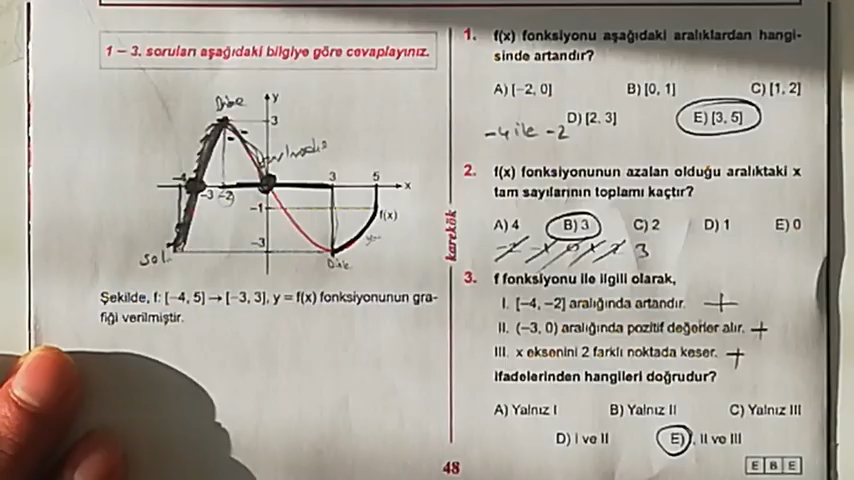 1 – 3. soruları aşağıdaki bilgiye göre cevaplayınız.
y
3
-4
-3
-2
3
5
x
-1
f(x)
-3
sol
Şekilde, f: [-4, 5] → [-3, 3], y = f(x) fonksiyonunun gra-
fiği verilmiştir.
karekök
1. f(x) fonksiyonu aşağıdaki aralıklardan hangi-
sinde artandır?
A) [-2, 0] B) [0, 1] C) [1, 2]
D) [2, 3] E) [3, 5]
-4 ile -2
2. f(x) fonksiyonunun azalan olduğu aralıktaki x
tam sayılarının toplamı kaçtır?
A) 4 B) 3 C) 2 D) 1 E) 0
3
3. f fonksiyonu ile ilgili olarak,
I. [-4, -2] aralığında artandır. +
II. (-3, 0) aralığında pozitif değerler alır. +
III. x eksenini 2 farklı noktada keser. +
ifadelerinden hangileri doğrudur?
A) Yalnız I B) Yalnız II C) Yalnız III
D) I ve II E) , II ve III
48
E B E